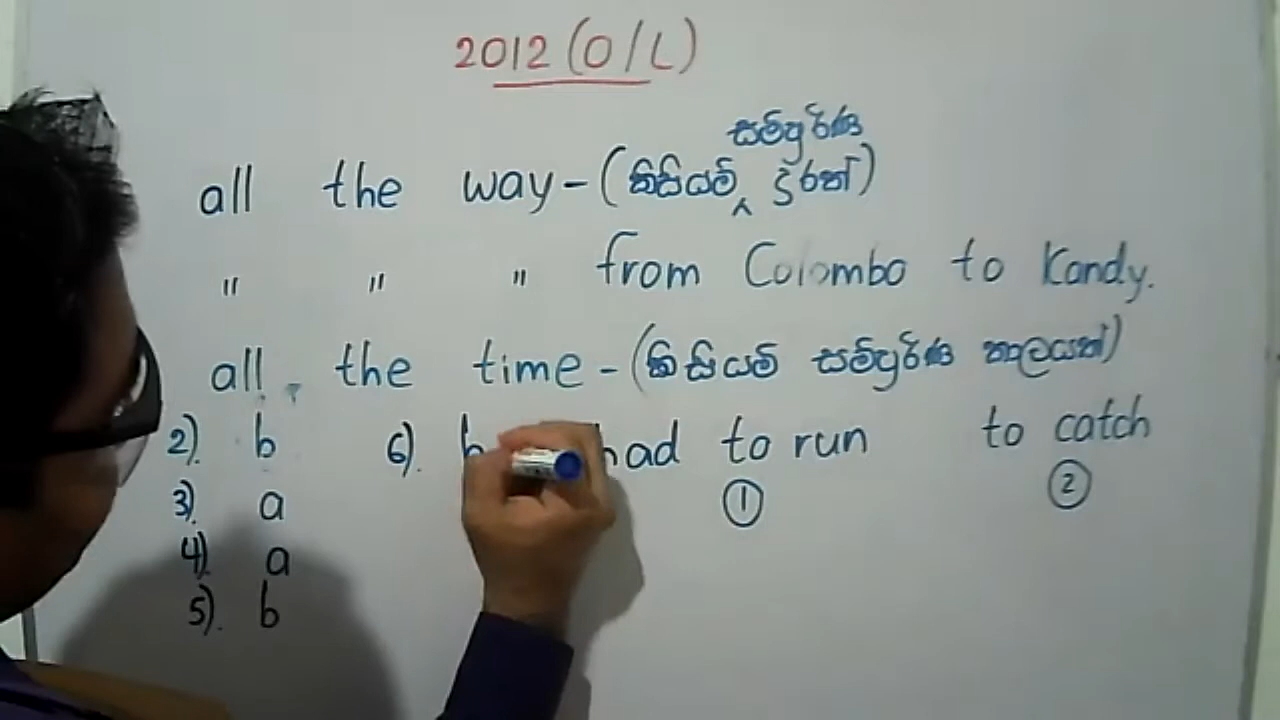 2012 (O/L)
සම්පූර්ණ
all the way - (කිසියම් ‸ දුරක්)
" " " from Colombo to Kandy.
all the time - (කිසියම් සම්පූර්ණ කාලයක්)
2). b 6). had to run to catch
① ②
3). a
4). a
5). b